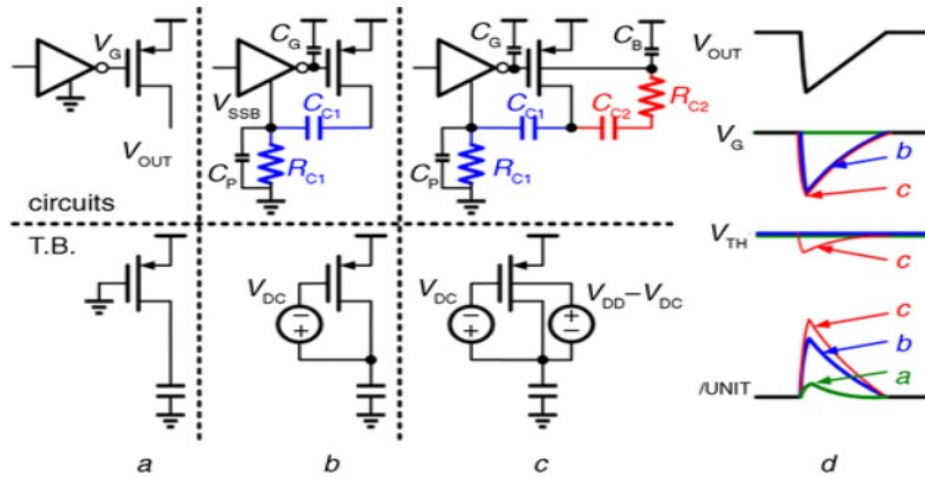 V_G
V_OUT
circuits
T.B.
a
C_G
V_SSB
C_C1
C_P
R_C1
V_DC
b
C_G
C_B
R_C2
C_C1
C_C2
C_P
R_C1
V_DC
V_DD−V_DC
c
V_OUT
V_G
b
c
V_TH
c
c
b
a
/UNIT
d